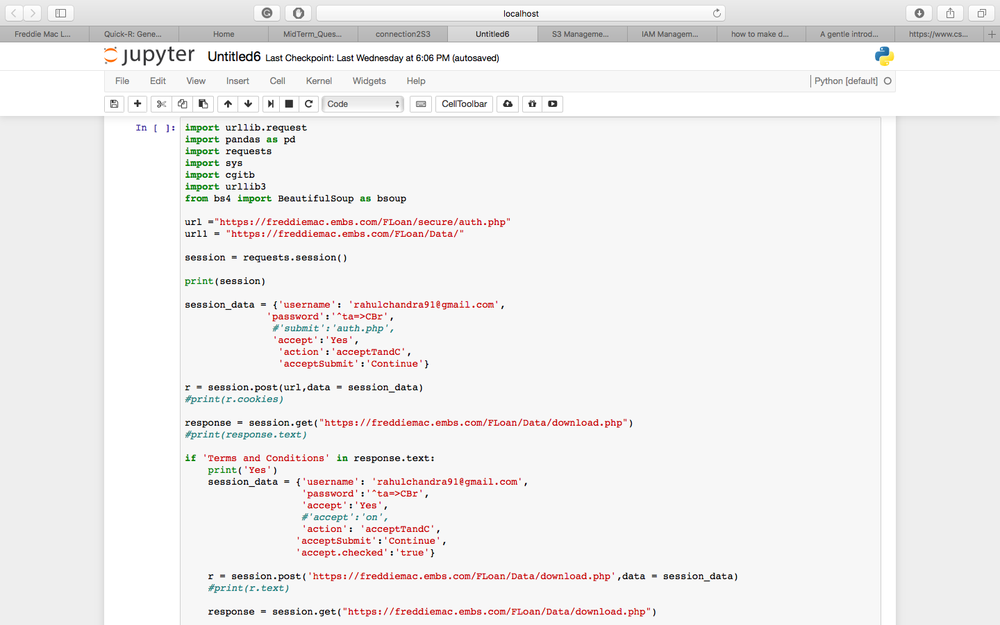 localhost
Freddie Mac L...
Quick-R: Gene...
Home
MidTerm_Ques...
connection2S3
Untitled6
S3 Manageme...
IAM Managem...
how to make d...
A gentle introd...
https://www.cs...
jupyter Untitled6 Last Checkpoint: Last Wednesday at 6:06 PM (autosaved)
File Edit View Insert Cell Kernel Widgets Help Python [default]
Code CellToolbar
In [ ]: import urllib.request
import pandas as pd
import requests
import sys
import cgitb
import urllib3
from bs4 import BeautifulSoup as bsoup
url ="https://freddiemac.embs.com/FLoan/secure/auth.php"
url1 = "https://freddiemac.embs.com/FLoan/Data/"
session = requests.session()
print(session)
session_data = {'username': 'rahulchandra91@gmail.com',
'password':'^ta=>CBr',
#'submit':'auth.php',
'accept':'Yes',
'action':'acceptTandC',
'acceptSubmit':'Continue'}
r = session.post(url,data = session_data)
#print(r.cookies)
response = session.get("https://freddiemac.embs.com/FLoan/Data/download.php")
#print(response.text)
if 'Terms and Conditions' in response.text:
print('Yes')
session_data = {'username': 'rahulchandra91@gmail.com',
'password':'^ta=>CBr',
'accept':'Yes',
#'accept':'on',
'action': 'acceptTandC',
'acceptSubmit':'Continue',
'accept.checked':'true'}
r = session.post('https://freddiemac.embs.com/FLoan/Data/download.php',data = session_data)
#print(r.text)
response = session.get("https://freddiemac.embs.com/FLoan/Data/download.php")